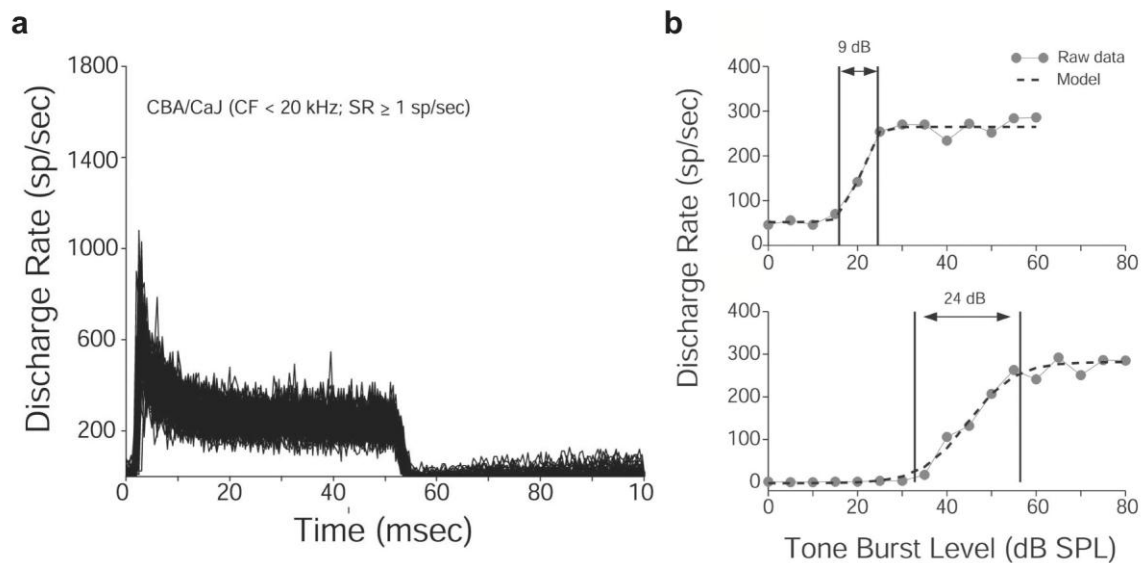 a
1800
1400
1000
600
200
0
20
40
60
80
10
CBA/CaJ (CF < 20 kHz; SR ≥ 1 sp/sec)
Discharge Rate (sp/sec)
Time (msec)
b
9 dB
Raw data
Model
400
300
200
100
0
0
20
40
60
80
24 dB
400
300
200
100
0
0
20
40
60
80
Discharge Rate (sp/sec)
Tone Burst Level (dB SPL)